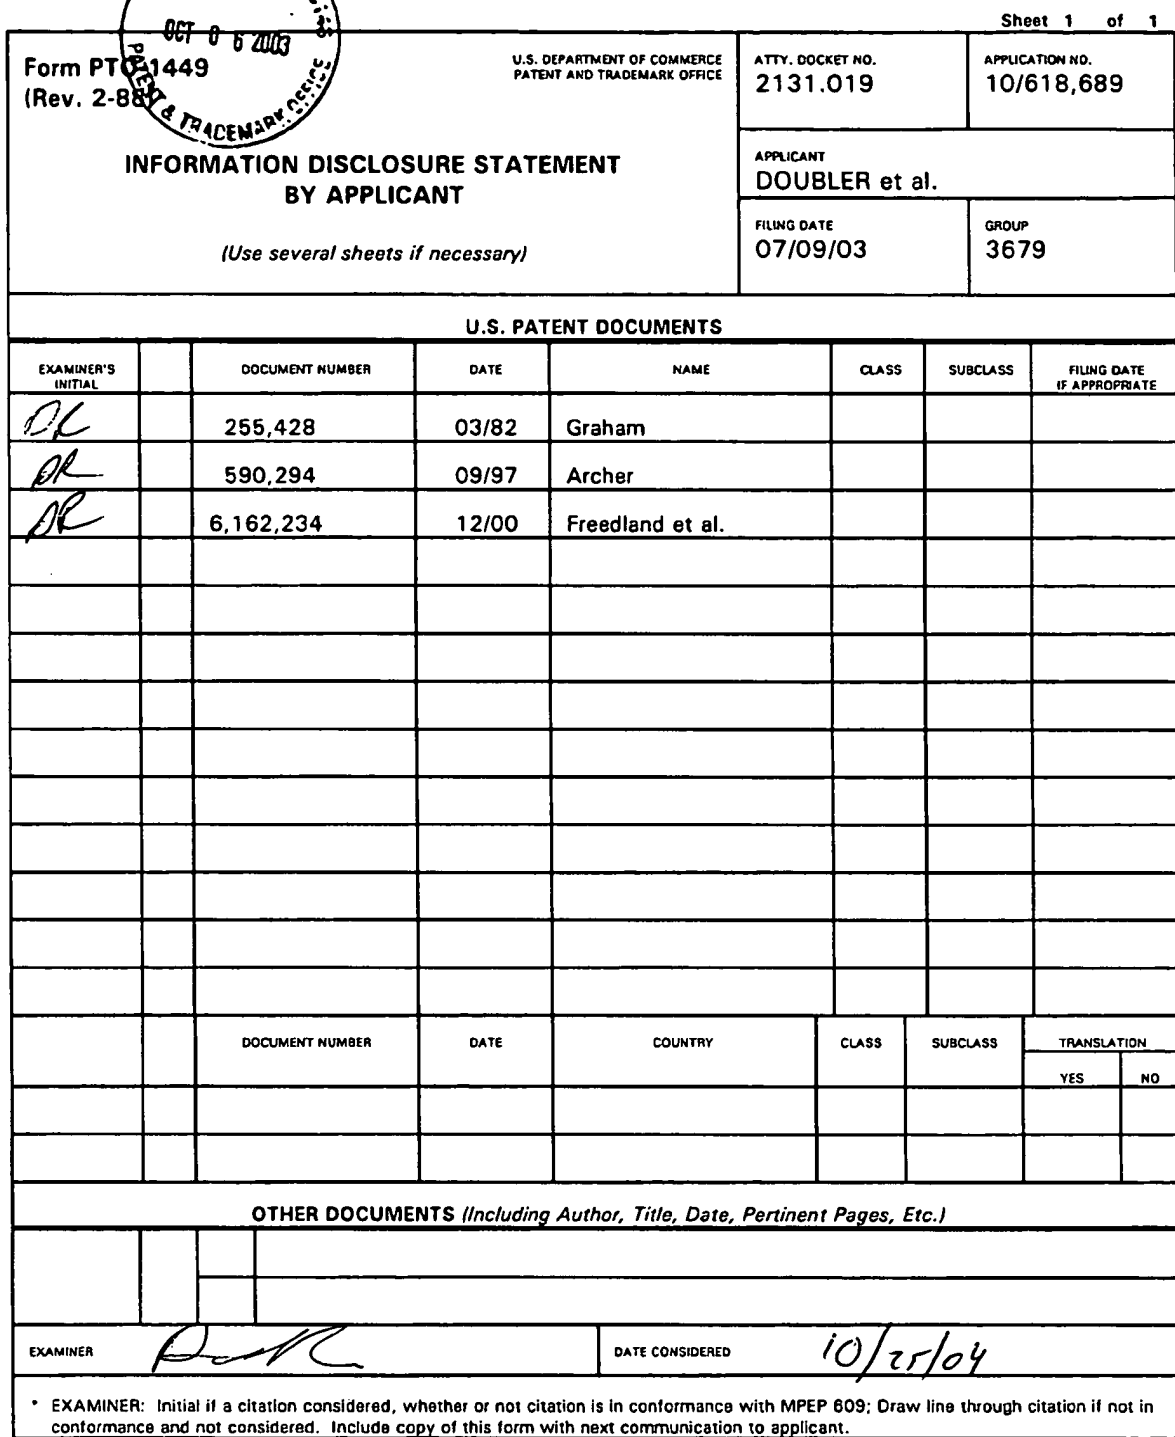 Sheet 1 of 1
OCT 0 6 2003
PATENT & TRADEMARK OFFICE
Form PTO-1449
(Rev. 2-88)
U.S. DEPARTMENT OF COMMERCE
PATENT AND TRADEMARK OFFICE
ATTY. DOCKET NO.
2131.019
APPLICATION NO.
10/618,689
INFORMATION DISCLOSURE STATEMENT
BY APPLICANT
APPLICANT
DOUBLER et al.
(Use several sheets if necessary)
FILING DATE
07/09/03
GROUP
3679
U.S. PATENT DOCUMENTS
EXAMINER'S INITIAL DOCUMENT NUMBER DATE NAME CLASS SUBCLASS FILING DATE IF APPROPRIATE
DR 255,428 03/82 Graham
DR 590,294 09/97 Archer
DR 6,162,234 12/00 Freedland et al.
DOCUMENT NUMBER DATE COUNTRY CLASS SUBCLASS TRANSLATION
YES NO
OTHER DOCUMENTS (Including Author, Title, Date, Pertinent Pages, Etc.)
EXAMINER DATE CONSIDERED 10/25/04
* EXAMINER: Initial if a citation considered, whether or not citation is in conformance with MPEP 609; Draw line through citation if not in
conformance and not considered. Include copy of this form with next communication to applicant.